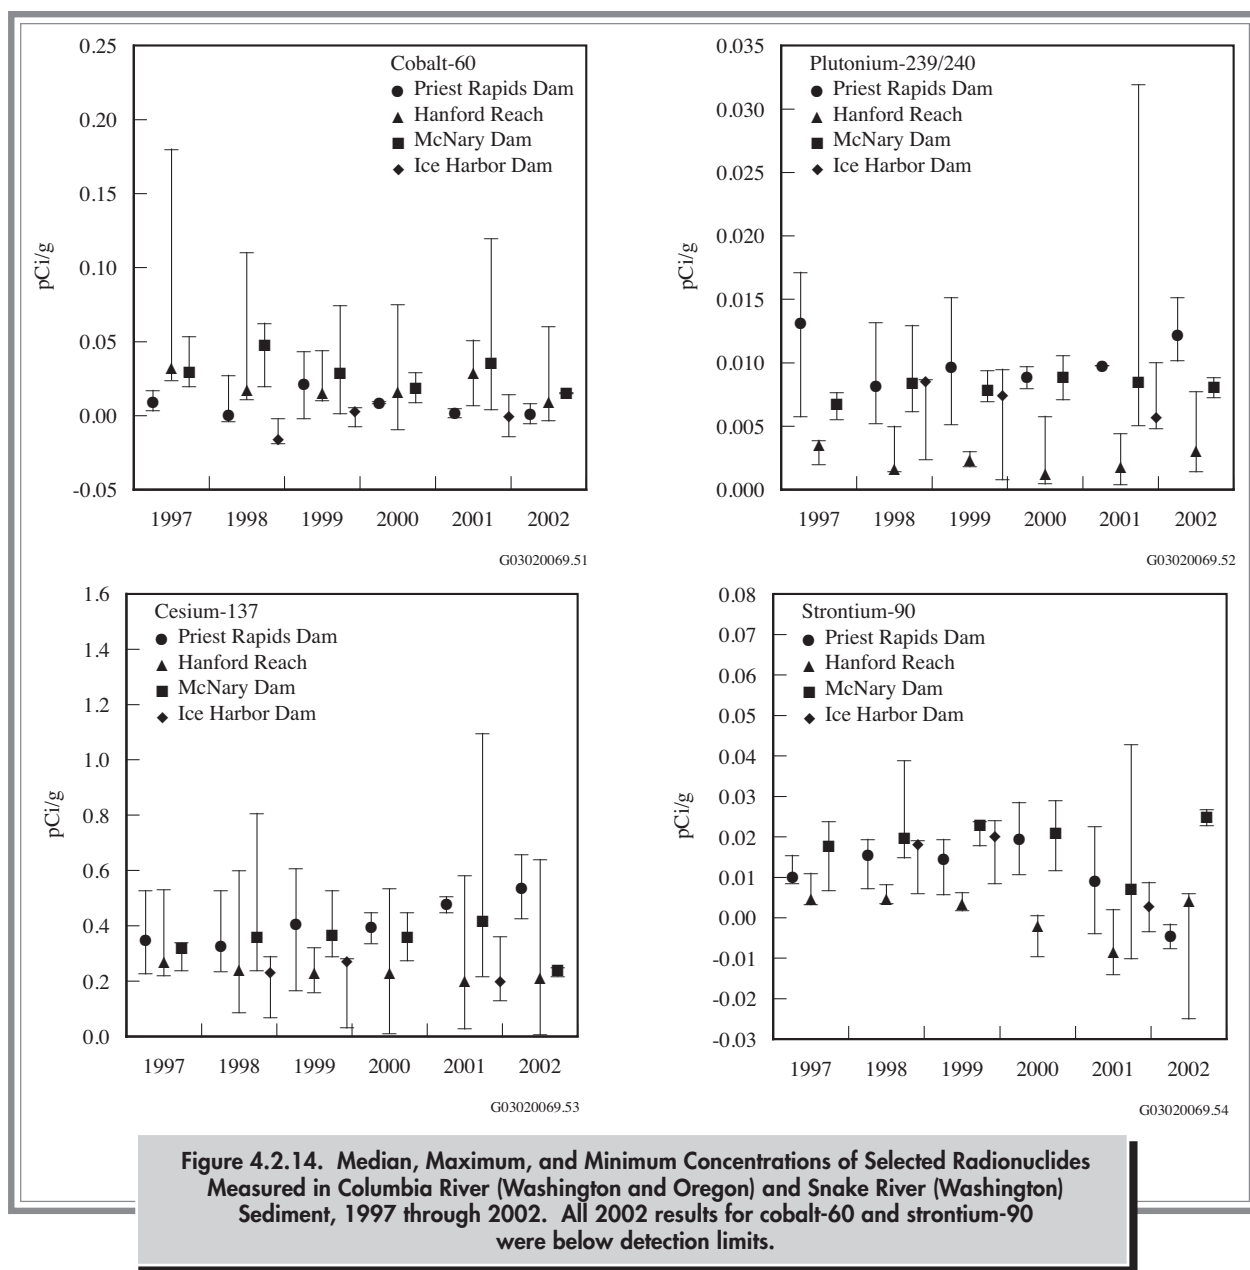 Cobalt-60
Priest Rapids Dam
Hanford Reach
McNary Dam
Ice Harbor Dam
pCi/g
0.25
0.20
0.15
0.10
0.05
0.00
-0.05
1997 1998 1999 2000 2001 2002
G03020069.51
Plutonium-239/240
Priest Rapids Dam
Hanford Reach
McNary Dam
Ice Harbor Dam
pCi/g
0.035
0.030
0.025
0.020
0.015
0.010
0.005
0.000
1997 1998 1999 2000 2001 2002
G03020069.52
Cesium-137
Priest Rapids Dam
Hanford Reach
McNary Dam
Ice Harbor Dam
pCi/g
1.6
1.4
1.2
1.0
0.8
0.6
0.4
0.2
0.0
1997 1998 1999 2000 2001 2002
G03020069.53
Strontium-90
Priest Rapids Dam
Hanford Reach
McNary Dam
Ice Harbor Dam
pCi/g
0.08
0.07
0.06
0.05
0.04
0.03
0.02
0.01
0.00
-0.01
-0.02
-0.03
1997 1998 1999 2000 2001 2002
G03020069.54
Figure 4.2.14. Median, Maximum, and Minimum Concentrations of Selected Radionuclides
Measured in Columbia River (Washington and Oregon) and Snake River (Washington)
Sediment, 1997 through 2002. All 2002 results for cobalt-60 and strontium-90
were below detection limits.